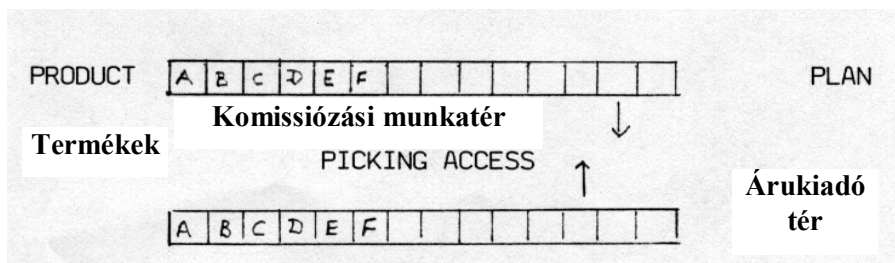 PRODUCT A B C D E F PLAN
Komissiózási munkatér
Termékek
PICKING ACCESS
Árukiadó
tér
A B C D E F